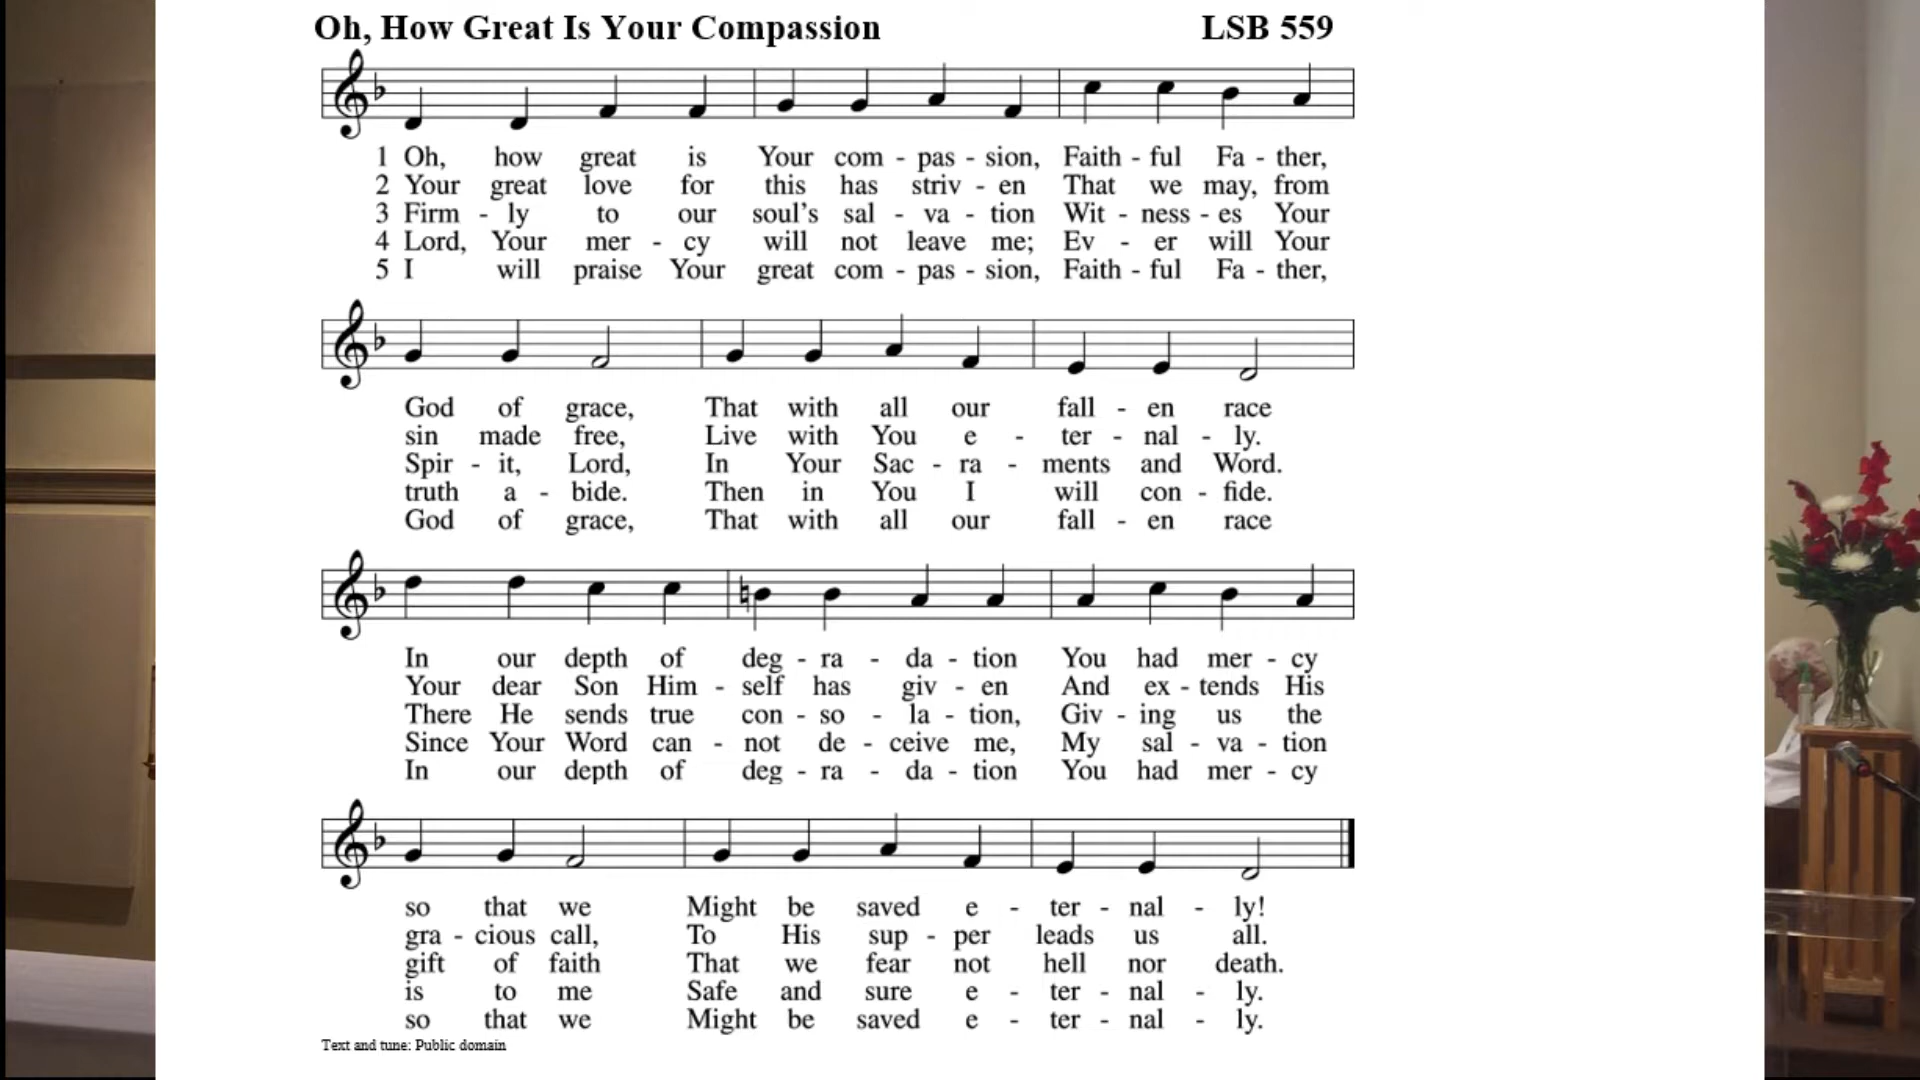 Oh, How Great Is Your Compassion LSB 559
1 Oh, how great is Your com - pas - sion, Faith - ful Fa - ther,
2 Your great love for this has striv - en That we may, from
3 Firm - ly to our soul's sal - va - tion Wit - ness - es Your
4 Lord, Your mer - cy will not leave me; Ev - er will Your
5 I will praise Your great com - pas - sion, Faith - ful Fa - ther,
God of grace, That with all our fall - en race
sin made free, Live with You e - ter - nal - ly.
Spir - it, Lord, In Your Sac - ra - ments and Word.
truth a - bide. Then in You I will con - fide.
God of grace, That with all our fall - en race
In our depth of deg - ra - da - tion You had mer - cy
Your dear Son Him - self has giv - en And ex - tends His
There He sends true con - so - la - tion, Giv - ing us the
Since Your Word can - not de - ceive me, My sal - va - tion
In our depth of deg - ra - da - tion You had mer - cy
so that we Might be saved e - ter - nal - ly!
gra - cious call, To His sup - per leads us all.
gift of faith That we fear not hell nor death.
is to me Safe and sure e - ter - nal - ly.
so that we Might be saved e - ter - nal - ly.
Text and tune: Public domain